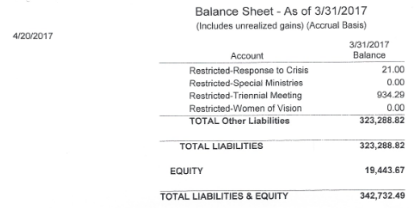 Balance Sheet - As of 3/31/2017
(Includes unrealized gains) (Accrual Basis)
4/20/2017
3/31/2017
Account Balance
Restricted-Response to Crisis 21.00
Restricted-Special Ministries 0.00
Restricted-Triennial Meeting 934.29
Restricted-Women of Vision 0.00
TOTAL Other Liabilities 323,288.82
TOTAL LIABILITIES 323,288.82
EQUITY 19,443.67
TOTAL LIABILITIES & EQUITY 342,732.49